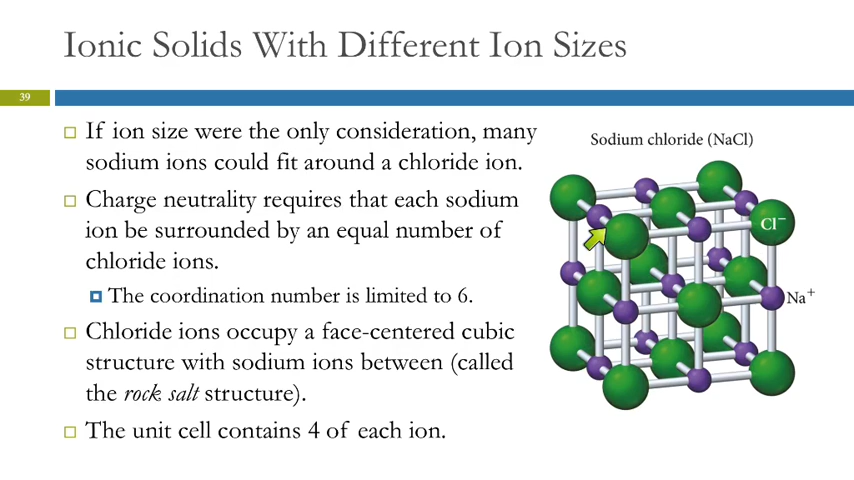 Ionic Solids With Different Ion Sizes
39
If ion size were the only consideration, many
sodium ions could fit around a chloride ion.
Charge neutrality requires that each sodium
ion be surrounded by an equal number of
chloride ions.
The coordination number is limited to 6.
Chloride ions occupy a face-centered cubic
structure with sodium ions between (called
the rock salt structure).
The unit cell contains 4 of each ion.
Sodium chloride (NaCl)
Cl⁻
Na⁺